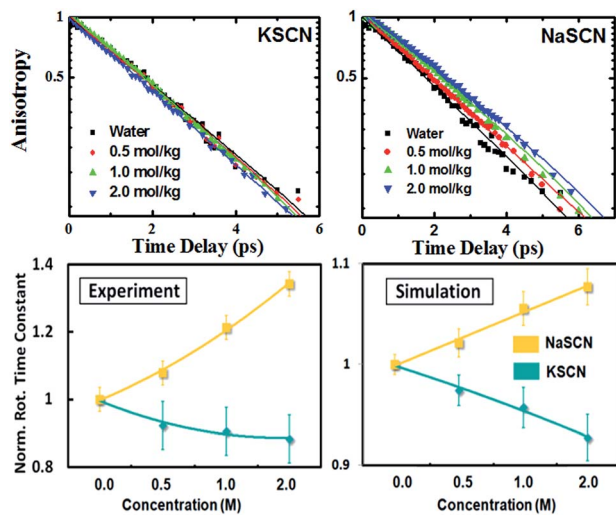 KSCN
NaSCN
Anisotropy
0.5
0.5
Water
0.5 mol/kg
1.0 mol/kg
2.0 mol/kg
Water
0.5 mol/kg
1.0 mol/kg
2.0 mol/kg
0 2 4 6
0 2 4 6
Time Delay (ps)
Time Delay (ps)
Norm. Rot. Time Constant
1.4
1.2
1
0.8
Experiment
0.0 0.5 1.0 2.0
Concentration (M)
1.1
1
0.9
Simulation
NaSCN
KSCN
0.0 0.5 1.0 2.0
Concentration (M)